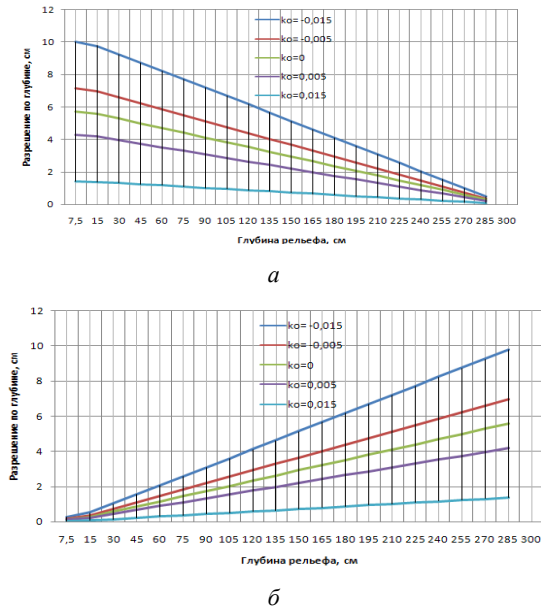 12
ko= -0,015
10
ko= -0,005
8
ko=0
6
ko=0,005
4
ko=0,015
2
0
Разрешение по глубине, см
7,5 15 30 45 60 75 90 105 120 135 150 165 180 195 210 225 240 255 270 285 300
Глубина рельефа, см
а
12
ko= -0,015
10
ko= -0,005
8
ko=0
6
ko=0,005
4
ko=0,015
2
0
Разрешение по глубине, см
7,5 15 30 45 60 75 90 105 120 135 150 165 180 195 210 225 240 255 270 285 300
Глубина рельефа, см
б